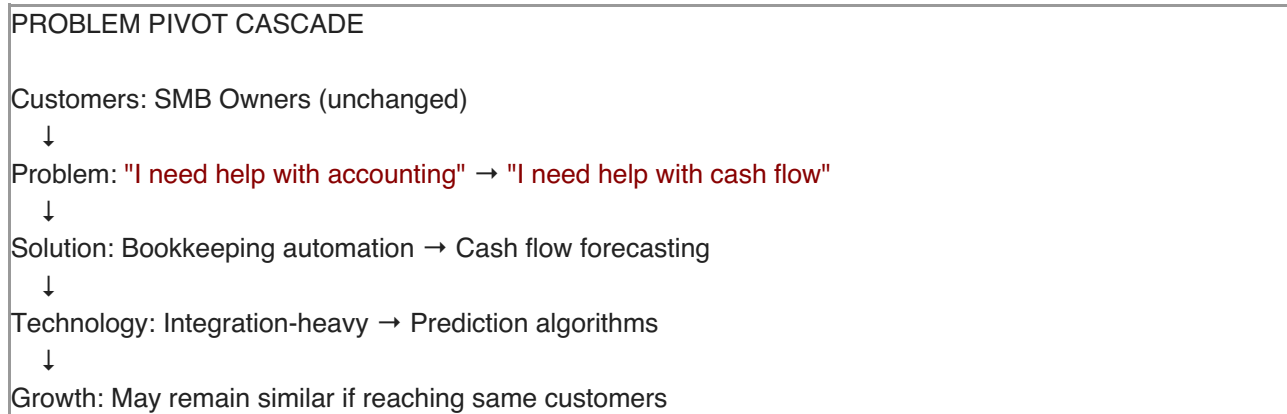 PROBLEM PIVOT CASCADE
Customers: SMB Owners (unchanged)
↓
Problem: "I need help with accounting" → "I need help with cash flow"
↓
Solution: Bookkeeping automation → Cash flow forecasting
↓
Technology: Integration-heavy → Prediction algorithms
↓
Growth: May remain similar if reaching same customers